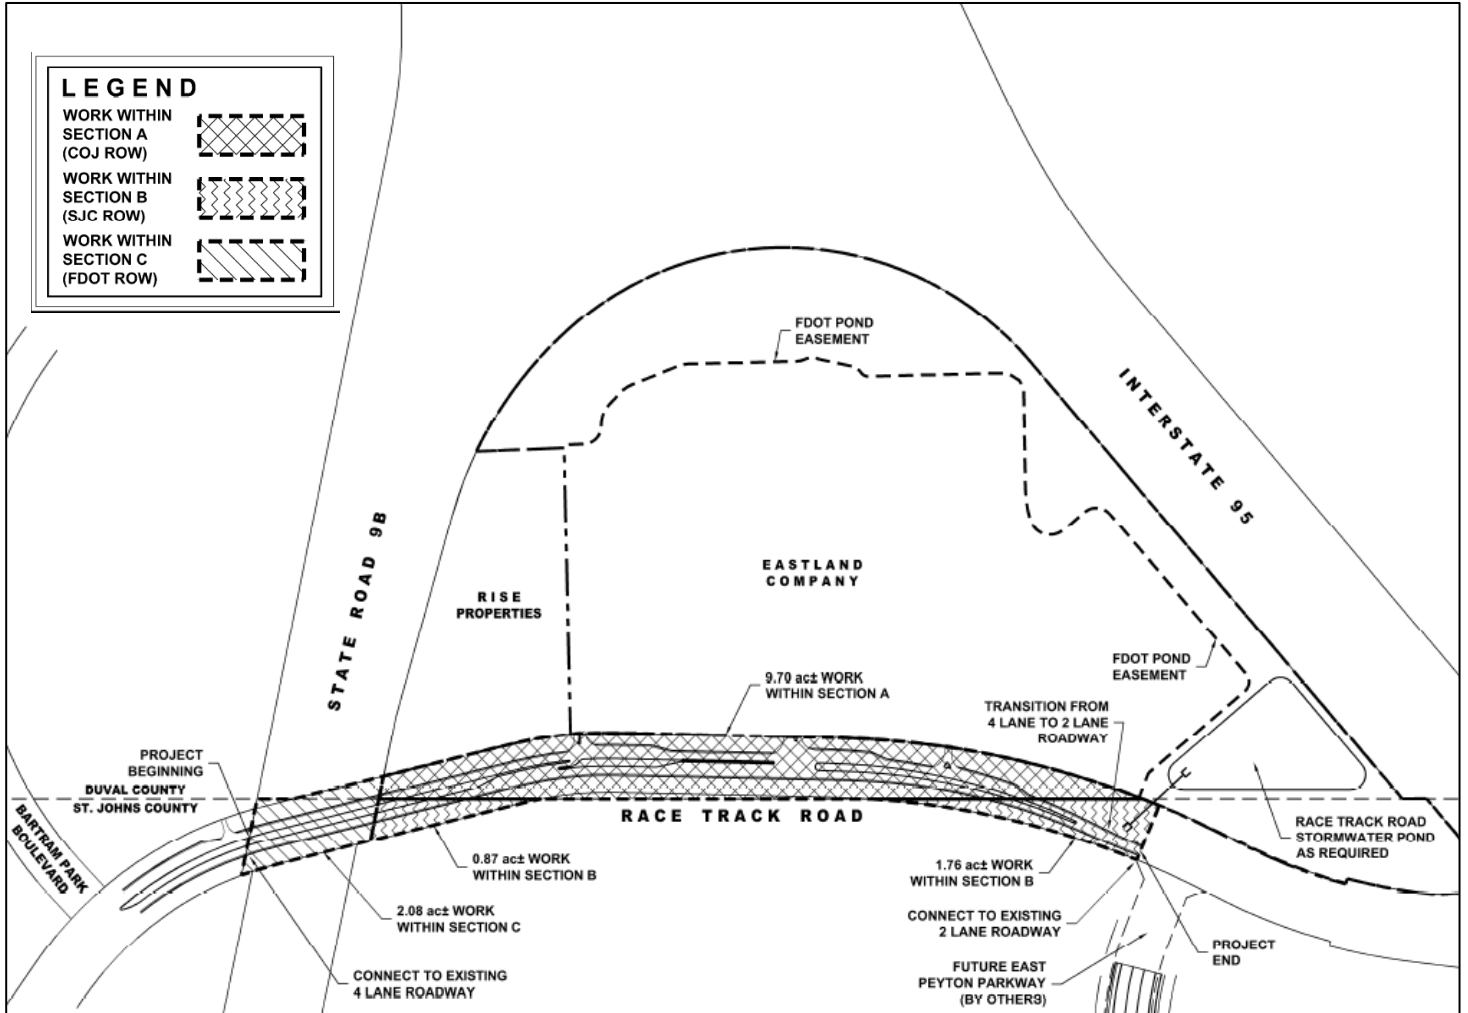 LEGEND
WORK WITHIN
SECTION A
(COJ ROW)
WORK WITHIN
SECTION B
(SJC ROW)
WORK WITHIN
SECTION C
(FDOT ROW)
FDOT POND
EASEMENT
INTERSTATE 95
STATE ROAD 9B
EASTLAND
COMPANY
RISE
PROPERTIES
FDOT POND
EASEMENT
9.70 ac± WORK
WITHIN SECTION A
TRANSITION FROM
4 LANE TO 2 LANE
ROADWAY
PROJECT
BEGINNING
DUVAL COUNTY
ST. JOHNS COUNTY
BARTRAM PARK
BOULEVARD
RACE TRACK ROAD
RACE TRACK ROAD
STORMWATER POND
AS REQUIRED
0.87 ac± WORK
WITHIN SECTION B
1.76 ac± WORK
WITHIN SECTION B
2.08 ac± WORK
WITHIN SECTION C
CONNECT TO EXISTING
2 LANE ROADWAY
PROJECT
END
CONNECT TO EXISTING
4 LANE ROADWAY
FUTURE EAST
PEYTON PARKWAY
(BY OTHERS)